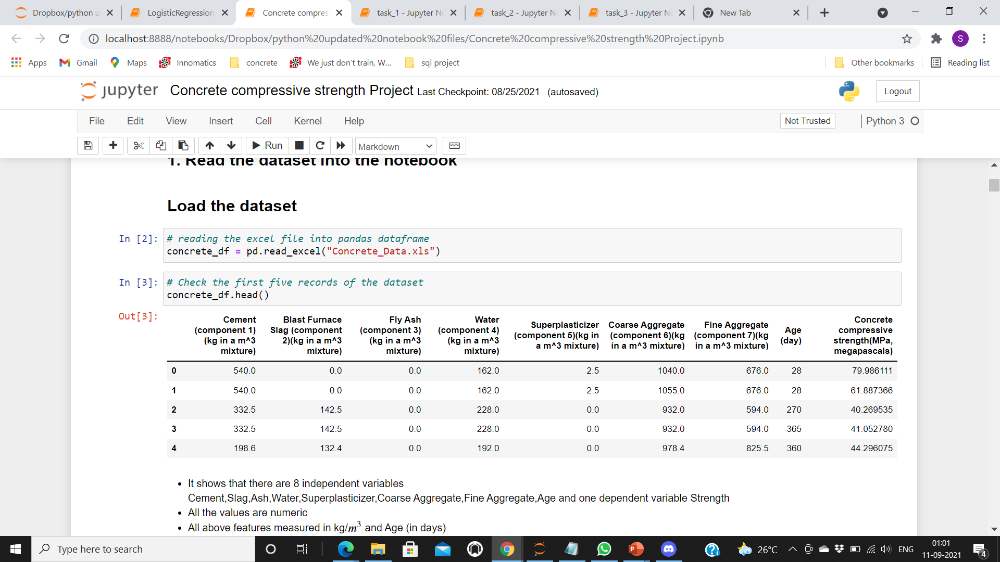 Dropbox/python u
LogisticRegression
Concrete compres
task_1 - Jupyter No
task_2 - Jupyter No
task_3 - Jupyter No
New Tab
localhost:8888/notebooks/Dropbox/python%20updated%20notebook%20files/Concrete%20compressive%20strength%20Project.ipynb
S
Apps
Gmail
Maps
Innomatics
concrete
We just don't train, W...
sql project
Other bookmarks
Reading list
jupyter Concrete compressive strength Project Last Checkpoint: 08/25/2021 (autosaved)
Logout
File Edit View Insert Cell Kernel Help
Not Trusted
Python 3
Run
Markdown
1. Read the dataset into the notebook
Load the dataset
In [2]: # reading the excel file into pandas dataframe
concrete_df = pd.read_excel("Concrete_Data.xls")
In [3]: # Check the first five records of the dataset
concrete_df.head()
Out[3]:
Cement (component 1) (kg in a m^3 mixture)
Blast Furnace Slag (component 2)(kg in a m^3 mixture)
Fly Ash (component 3) (kg in a m^3 mixture)
Water (component 4) (kg in a m^3 mixture)
Superplasticizer (component 5)(kg in a m^3 mixture)
Coarse Aggregate (component 6)(kg in a m^3 mixture)
Fine Aggregate (component 7)(kg in a m^3 mixture)
Age (day)
Concrete compressive strength(MPa, megapascals)
0 540.0 0.0 0.0 162.0 2.5 1040.0 676.0 28 79.986111
1 540.0 0.0 0.0 162.0 2.5 1055.0 676.0 28 61.887366
2 332.5 142.5 0.0 228.0 0.0 932.0 594.0 270 40.269535
3 332.5 142.5 0.0 228.0 0.0 932.0 594.0 365 41.052780
4 198.6 132.4 0.0 192.0 0.0 978.4 825.5 360 44.296075
• It shows that there are 8 independent variables
Cement,Slag,Ash,Water,Superplasticizer,Coarse Aggregate,Fine Aggregate,Age and one dependent variable Strength
• All the values are numeric
• All above features measured in kg/m³ and Age (in days)
Type here to search
26°C
ENG
01:01
11-09-2021
4